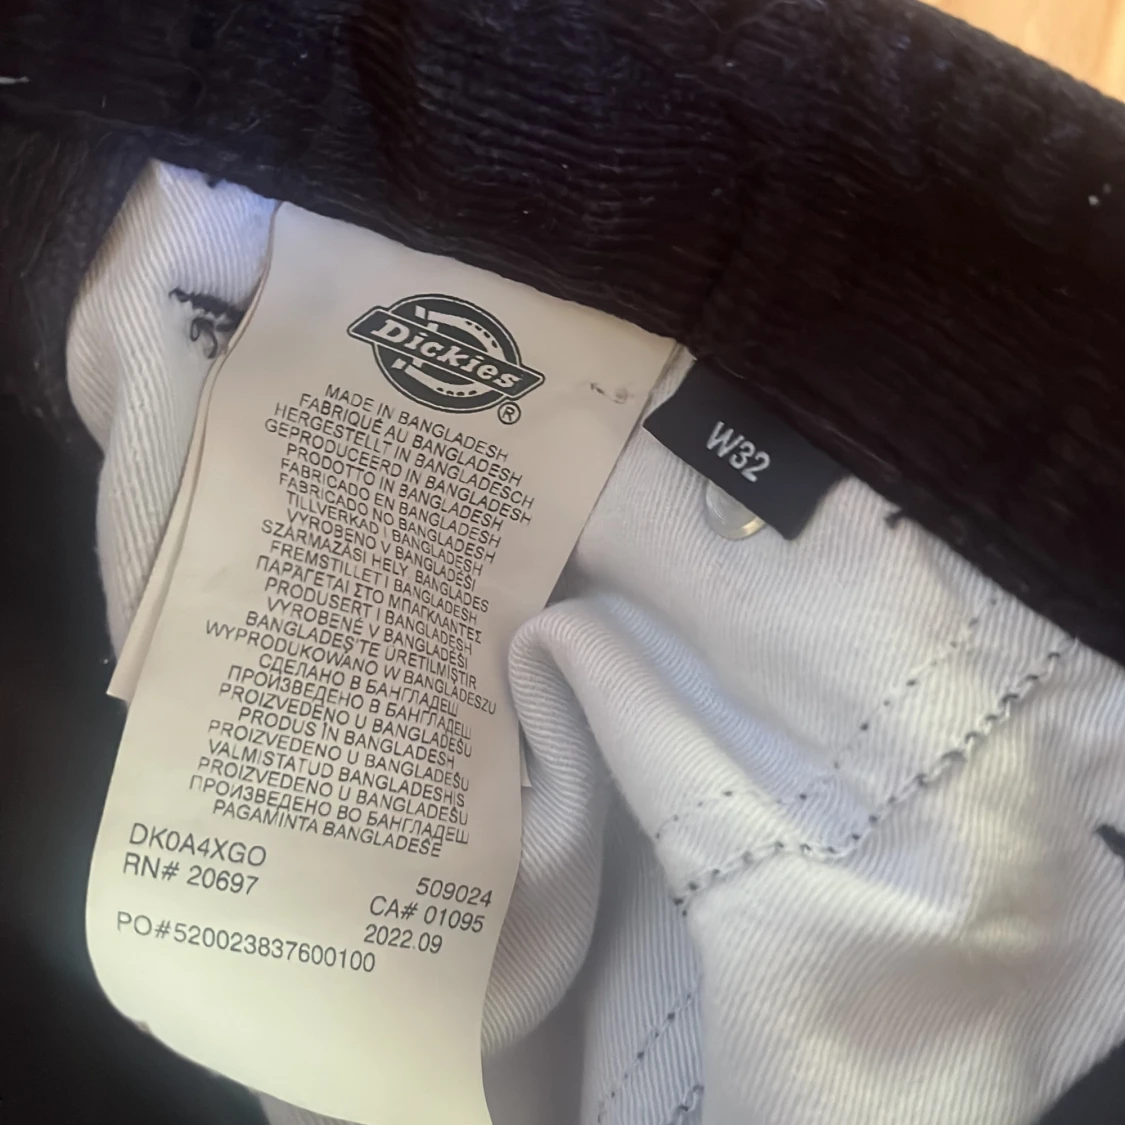 Dickies
®
MADE IN BANGLADESH
FABRIQUÉ AU BANGLADESH
HERGESTELLT IN BANGLADESCH
GEPRODUCEERD IN BANGLADESH
PRODOTTO IN BANGLADESH
FABRICADO EN BANGLADESH
FABRICADO NO BANGLADESH
TILLVERKAD I BANGLADESH
VYROBENO V BANGLADÉŠI
SZÁRMAZÁSI HELY BANGLADES
FREMSTILLET I BANGLADESH
ΠΑΡΑΓΕΤΑΙ ΣΤΟ ΜΠΑΓΚΛΑΝΤΕΣ
PRODUSERT I BANGLADESH
VYROBENÉ V BANGLADÉŠI
BANGLADEŞ'TE ÜRETİLMİŞTİR
WYPRODUKOWANO W BANGLADESZU
СДЕЛАНО В БАНГЛАДЕШ
ПРОИЗВЕДЕНО В БАНГЛАДЕШ
PROIZVEDENO U BANGLADEŠU
PRODUS ÎN BANGLADESH
PROIZVEDENO U BANGLADEŠU
VALMISTATUD BANGLADESHIS
PROIZVEDENO U BANGLADEŠU
ПРОИЗВЕДЕНО ВО БАНГЛАДЕШ
PAGAMINTA BANGLADEŠE
DK0A4XGO
RN# 20697
509024
CA# 01095
2022.09
PO#520023837600100
W32